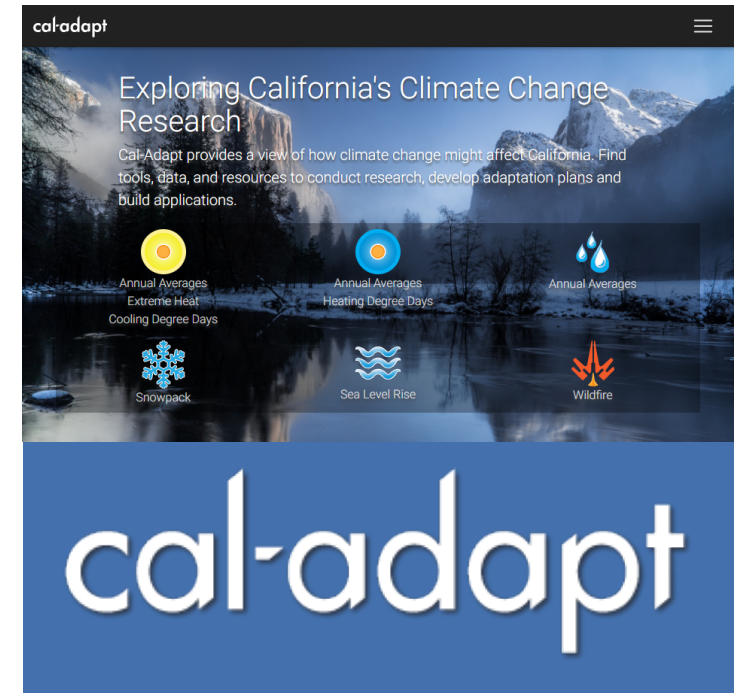 cal-adapt
Exploring California's Climate Change
Research
Cal-Adapt provides a view of how climate change might affect California. Find
tools, data, and resources to conduct research, develop adaptation plans and
build applications.
Annual Averages
Extreme Heat
Cooling Degree Days
Annual Averages
Heating Degree Days
Annual Averages
Snowpack
Sea Level Rise
Wildfire
cal-adapt